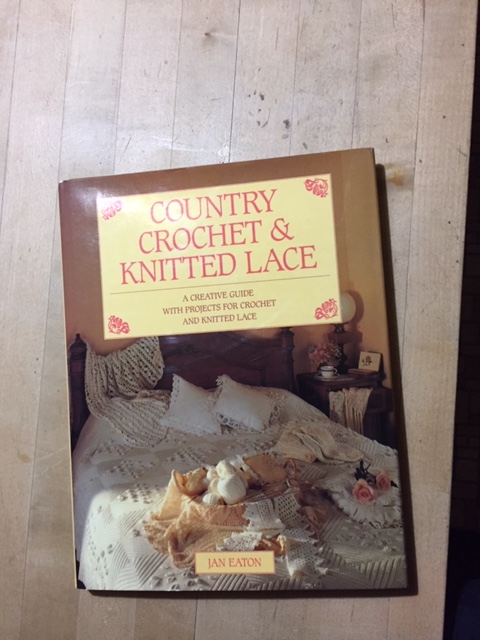 COUNTRY
CROCHET &
KNITTED LACE
A CREATIVE GUIDE
WITH PROJECTS FOR CROCHET
AND KNITTED LACE
JAN EATON